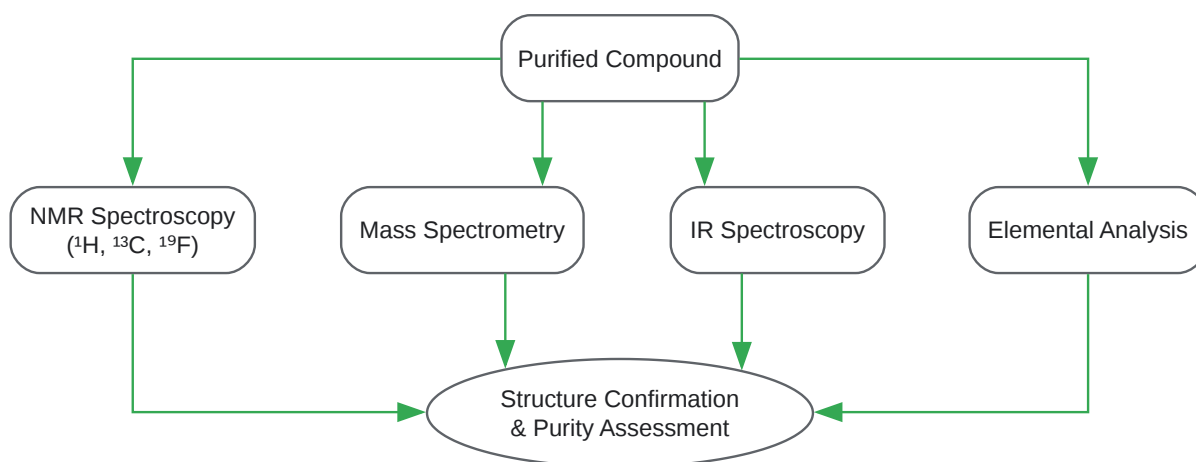 Purified Compound
NMR Spectroscopy
(¹H, ¹³C, ¹⁹F)
Mass Spectrometry
IR Spectroscopy
Elemental Analysis
Structure Confirmation
& Purity Assessment